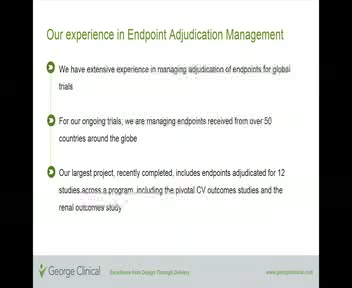 Our experience in Endpoint Adjudication Management
We have extensive experience in managing adjudication of endpoints for global
trials
For our ongoing trials, we are managing endpoints received from over 50
countries around the globe
Our largest project, recently completed, includes endpoints adjudicated for 12
studies across a program, including the pivotal CV outcomes studies and the
renal outcomes study
George Clinical
Excellence from Design Through Delivery
www.georgeclinical.com